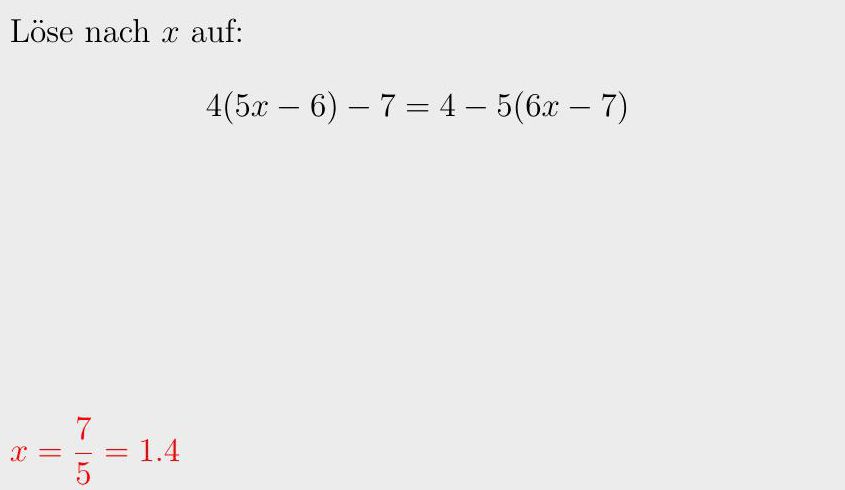 Löse nach x auf:
4(5x − 6) − 7 = 4 − 5(6x − 7)
x = 7/5 = 1.4